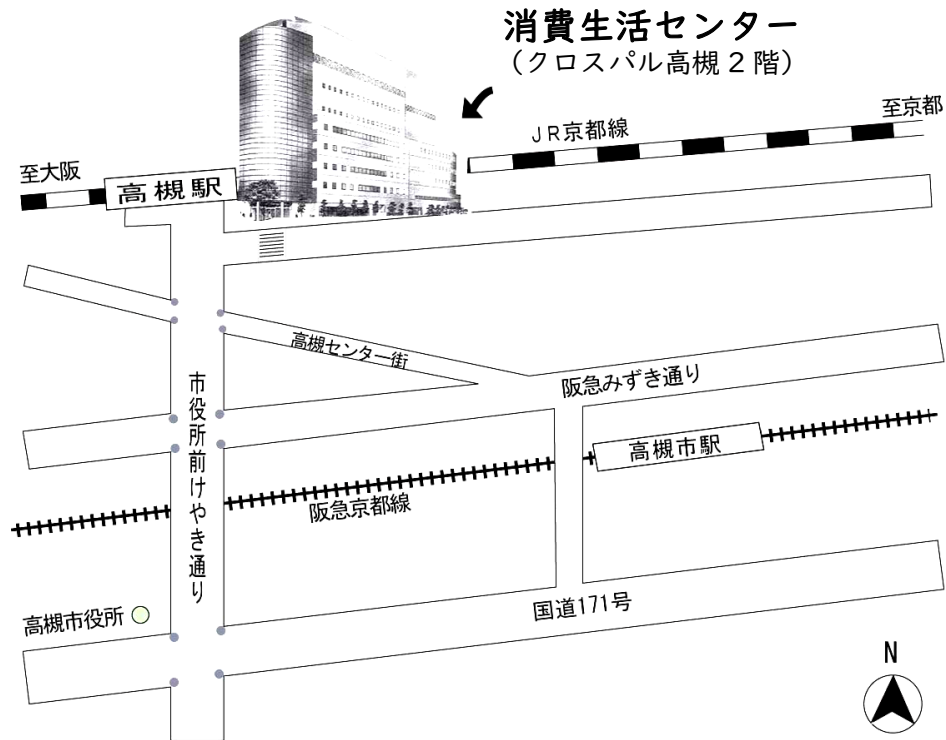 消費生活センター
(クロスパル高槻2階)
至京都
JR京都線
至大阪
高槻駅
高槻センター街
阪急みずき通り
市役所前けやき通り
高槻市駅
阪急京都線
国道171号
高槻市役所
N